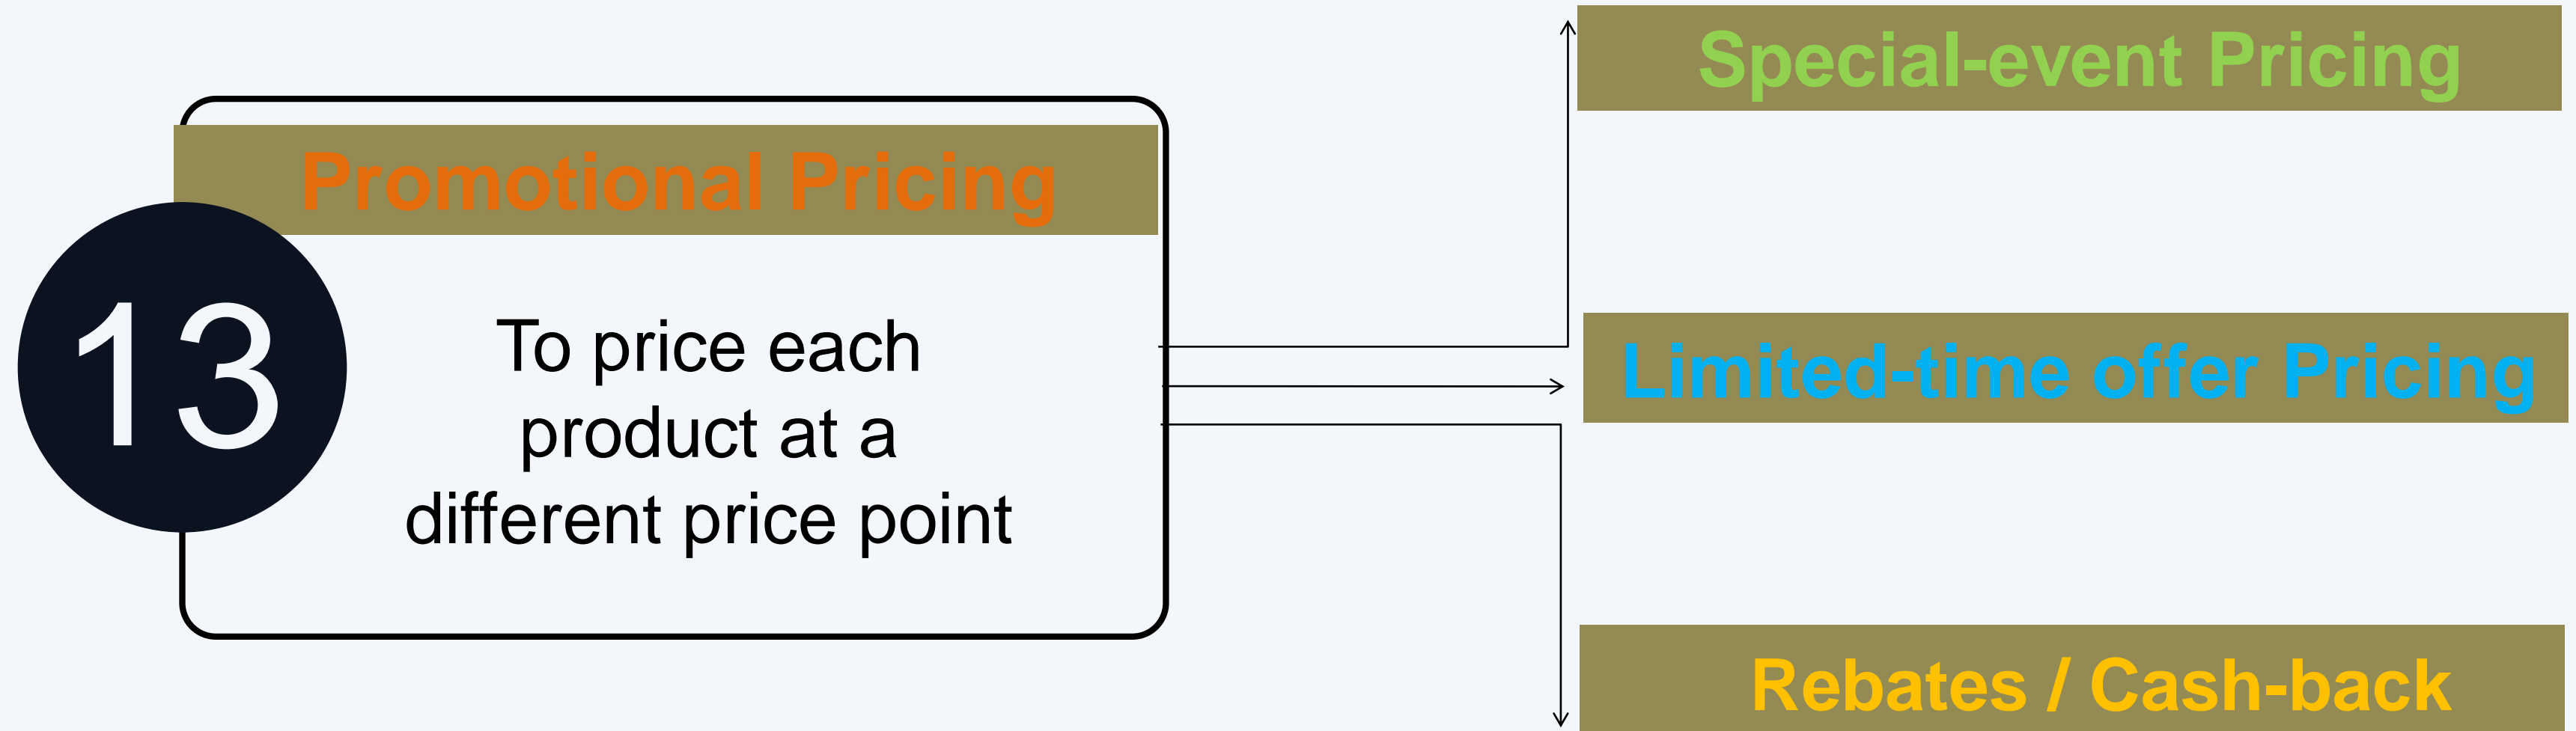 Promotional Pricing
13
To price each
product at a
different price point
Special-event Pricing
Limited-time offer Pricing
Rebates / Cash-back